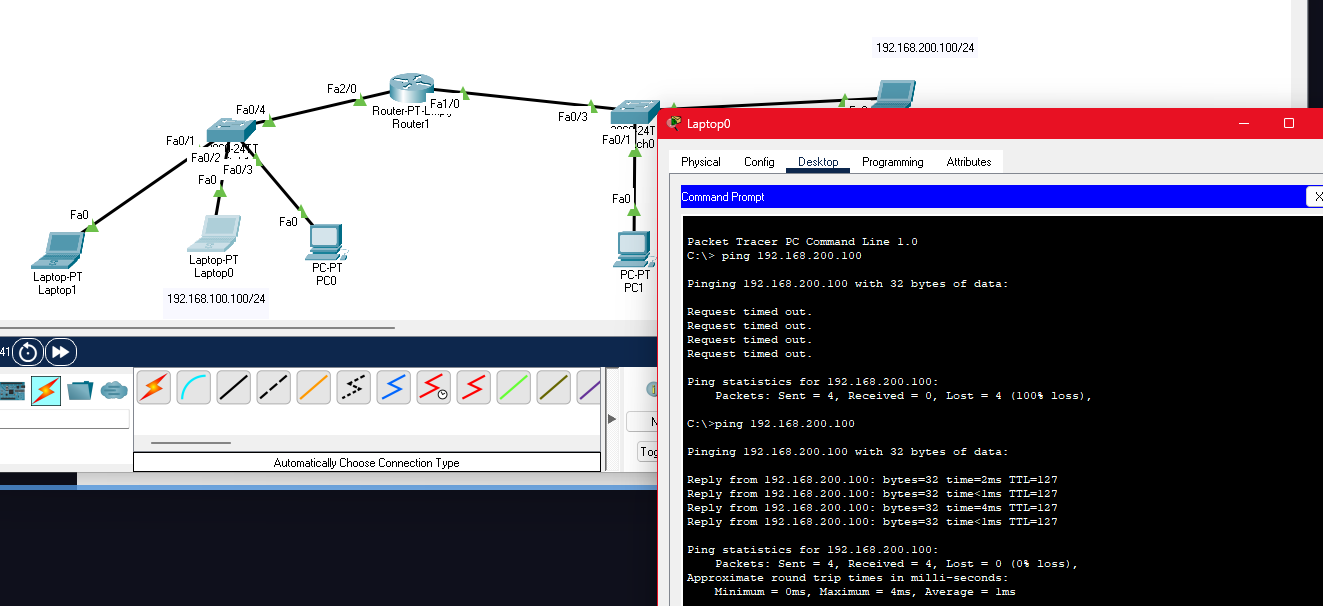 192.168.200.100/24
Fa2/0
Fa1/0
Router-PT-Empty
Router1
Fa0/4
Fa0/3
Fa0/1
Fa0/1
Fa0/2
Fa0/3
Fa0
Fa0
Fa0
Fa0
Laptop-PT
Laptop1
Laptop-PT
Laptop0
PC-PT
PC0
PC-PT
PC1
192.168.100.100/24
41
Automatically Choose Connection Type
N
Tog
Laptop0
Physical Config Desktop Programming Attributes
Command Prompt
X
Packet Tracer PC Command Line 1.0
C:\> ping 192.168.200.100
Pinging 192.168.200.100 with 32 bytes of data:
Request timed out.
Request timed out.
Request timed out.
Request timed out.
Ping statistics for 192.168.200.100:
Packets: Sent = 4, Received = 0, Lost = 4 (100% loss),
C:\>ping 192.168.200.100
Pinging 192.168.200.100 with 32 bytes of data:
Reply from 192.168.200.100: bytes=32 time=2ms TTL=127
Reply from 192.168.200.100: bytes=32 time<1ms TTL=127
Reply from 192.168.200.100: bytes=32 time=4ms TTL=127
Reply from 192.168.200.100: bytes=32 time<1ms TTL=127
Ping statistics for 192.168.200.100:
Packets: Sent = 4, Received = 4, Lost = 0 (0% loss),
Approximate round trip times in milli-seconds:
Minimum = 0ms, Maximum = 4ms, Average = 1ms